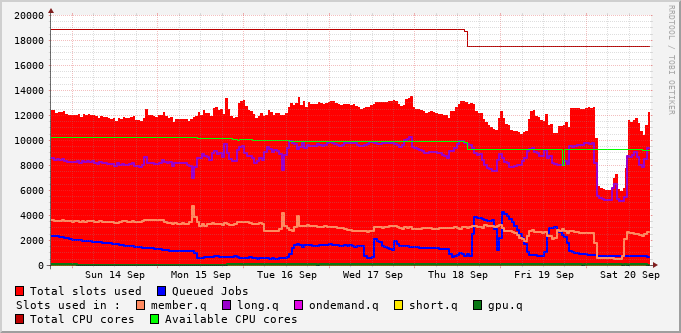 20000
18000
16000
14000
12000
10000
8000
6000
4000
2000
0
Sun 14 Sep Mon 15 Sep Tue 16 Sep Wed 17 Sep Thu 18 Sep Fri 19 Sep Sat 20 Sep
RRDTOOL / TOBI OETIKER
Total slots used Queued Jobs
Slots used in : member.q long.q ondemand.q short.q gpu.q
Total CPU cores Available CPU cores